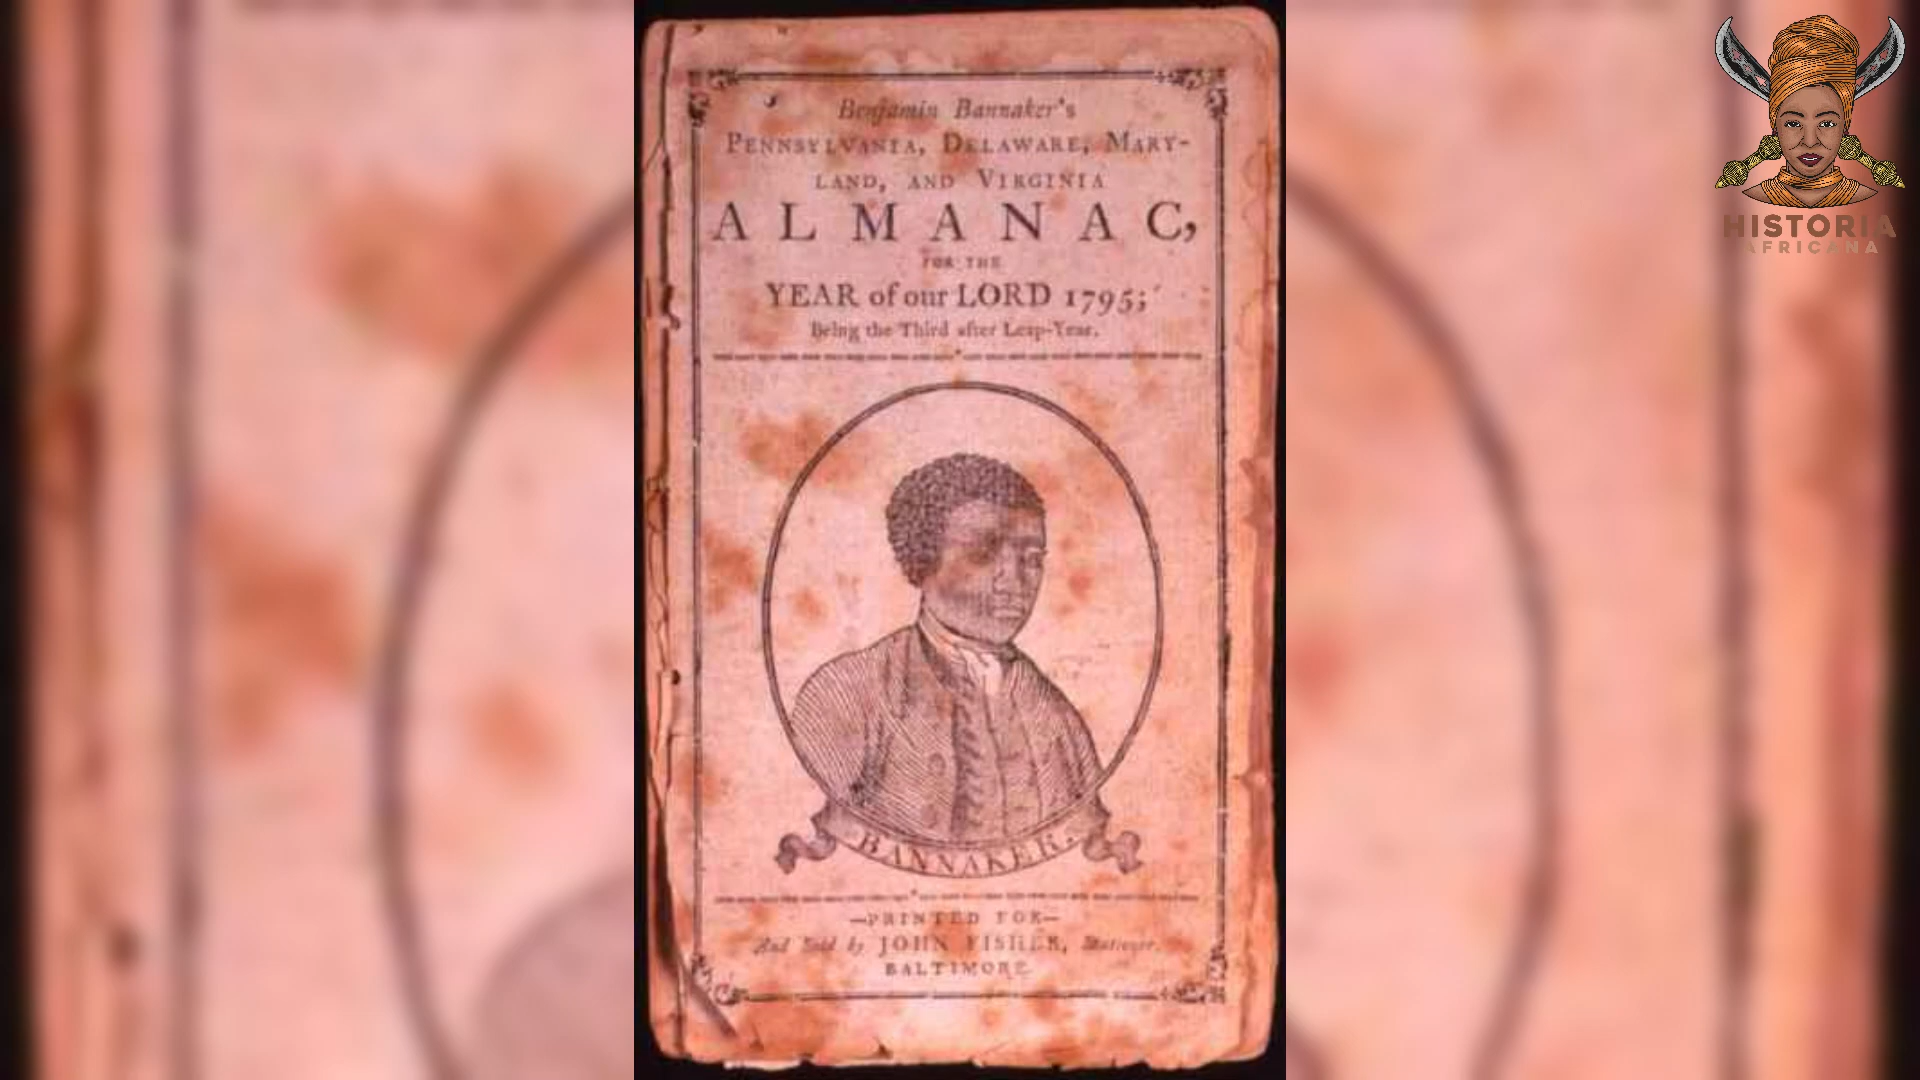 Benjamin Bannaker's
PENNSYLVANIA, DELAWARE, MARY-
LAND, AND VIRGINIA
ALMANAC,
FOR THE
YEAR of our LORD 1795;
Being the Third after Leap-Year.
BANNAKER.
—PRINTED FOR—
And Sold by JOHN FISHER, Stationer.
BALTIMORE.
HISTORIA
AFRICANA